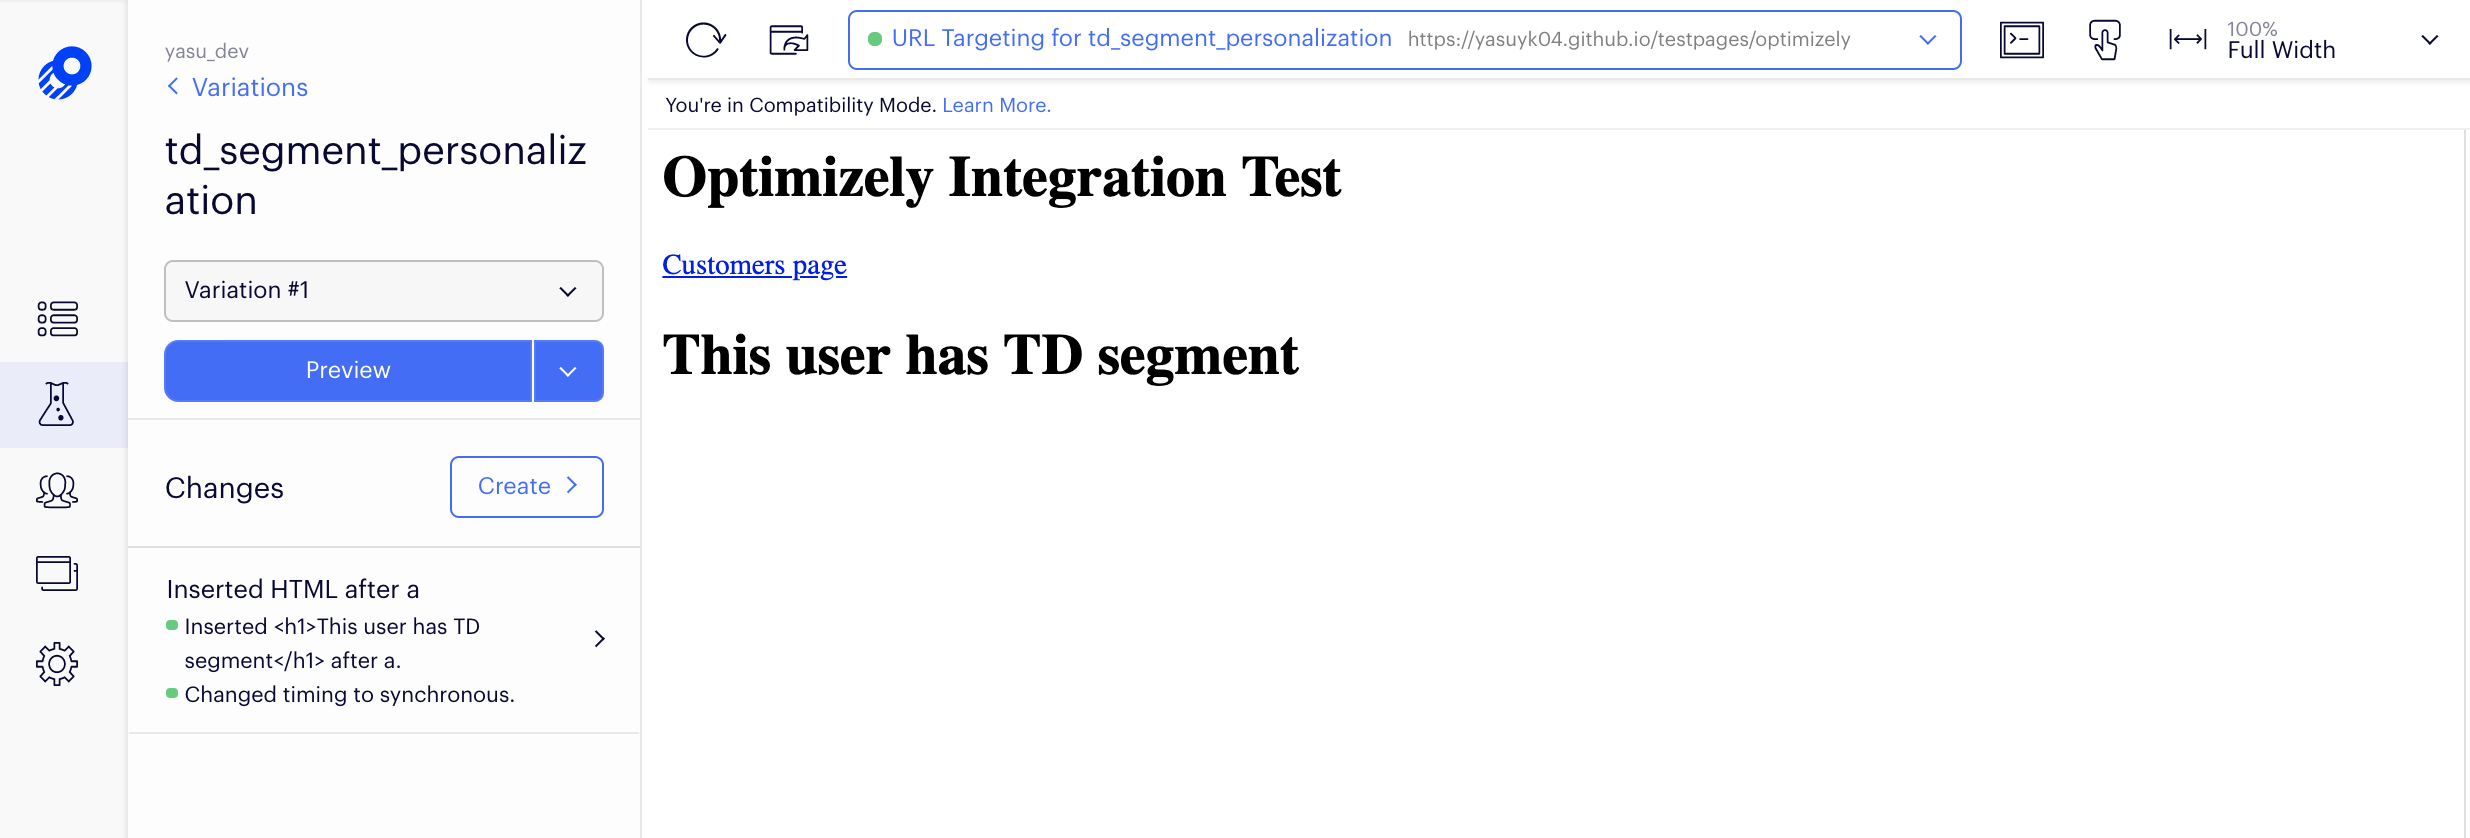 yasu_dev
Variations
td_segment_personaliz
ation
Variation #1
Preview
Changes
Create
Inserted HTML after a
Inserted <h1>This user has TD
segment</h1> after a.
Changed timing to synchronous.
URL Targeting for td_segment_personalization https://yasuyk04.github.io/testpages/optimizely
100%
Full Width
You're in Compatibility Mode. Learn More.
Optimizely Integration Test
Customers page
This user has TD segment